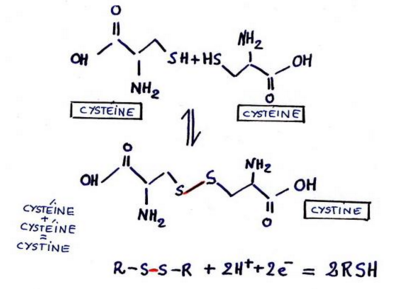 O
OH
SH + HS
NH₂
OH
NH₂
O
CYSTEINE
CYSTEINE
⇌
O
OH
S-S
NH₂
OH
NH₂
O
CYSTINE
CYSTEINE
+
CYSTEINE
=
CYSTINE
R-S-S-R + 2H⁺+2e⁻ = 2RSH